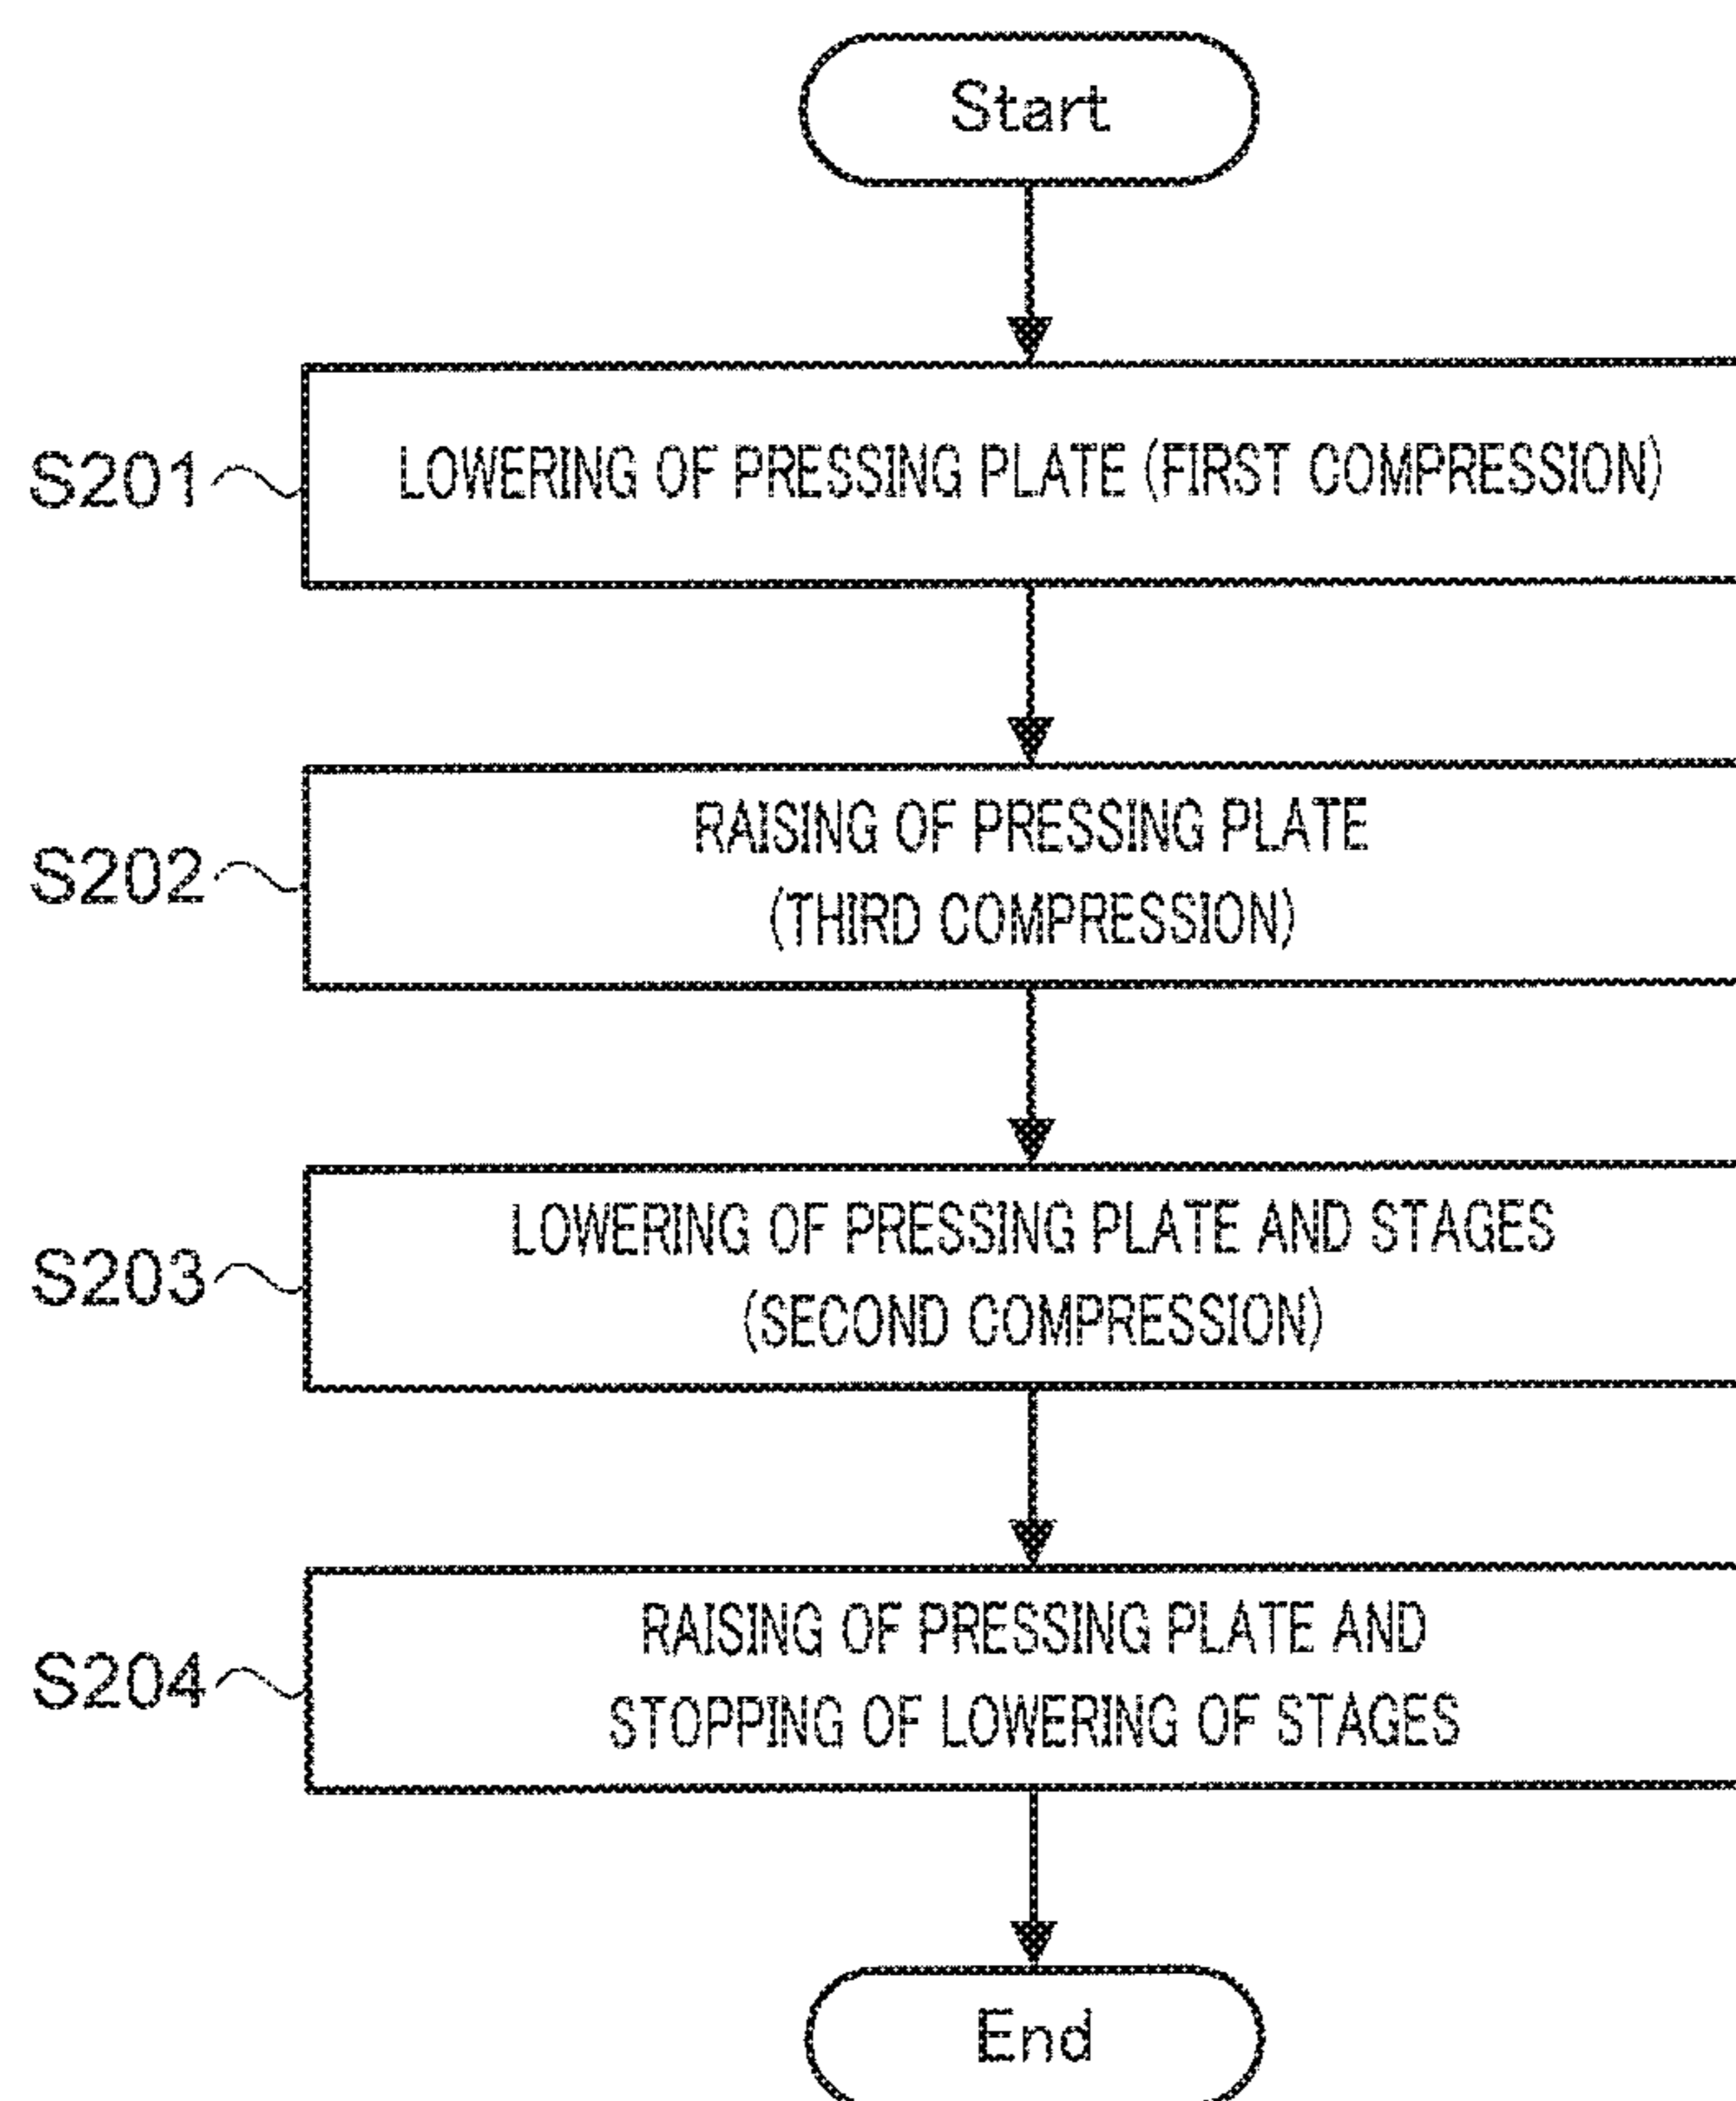 Start
S201
LOWERING OF PRESSING PLATE (FIRST COMPRESSION)
S202
RAISING OF PRESSING PLATE
(THIRD COMPRESSION)
S203
LOWERING OF PRESSING PLATE AND STAGES
(SECOND COMPRESSION)
S204
RAISING OF PRESSING PLATE AND
STOPPING OF LOWERING OF STAGES
End